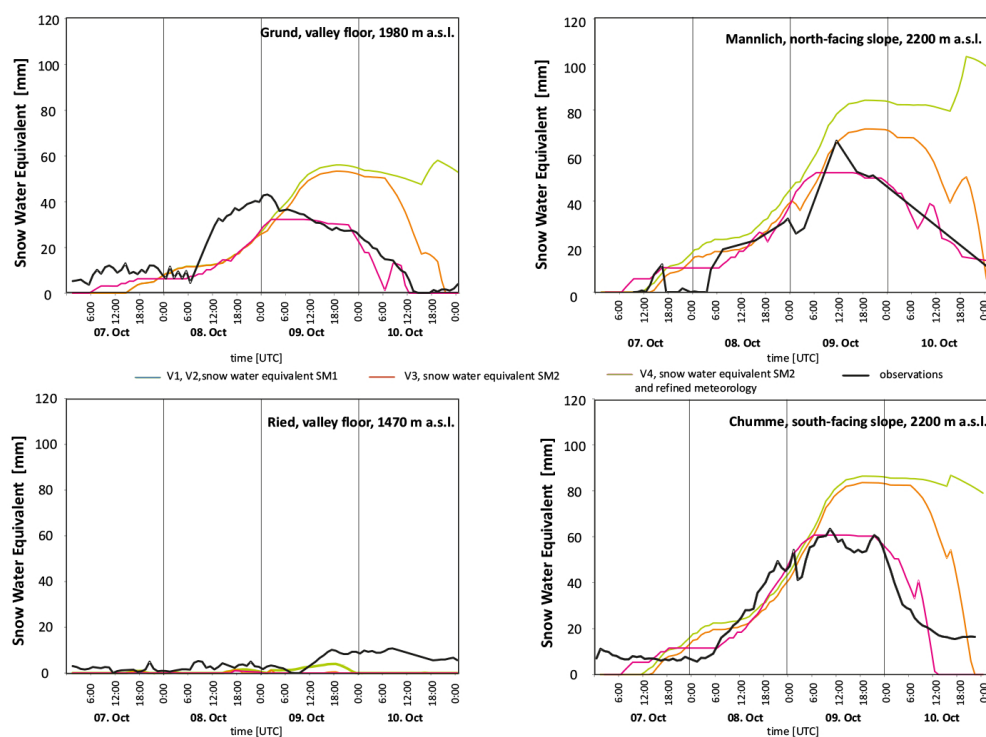 Grund, valley floor, 1980 m a.s.l.
Snow Water Equivalent [mm]
120
100
80
60
40
20
0
6:00 12:00 18:00 0:00 6:00 12:00 18:00 0:00 6:00 12:00 18:00 0:00 6:00 12:00 18:00 0:00
07. Oct 08. Oct 09. Oct 10. Oct
time [UTC]
Mannlich, north-facing slope, 2200 m a.s.l.
Snow Water Equivalent [mm]
120
100
80
60
40
20
0
6:00 12:00 18:00 0:00 6:00 12:00 18:00 0:00 6:00 12:00 18:00 0:00 6:00 12:00 18:00 0:00
07. Oct 08. Oct 09. Oct 10. Oct
time [UTC]
V1, V2,snow water equivalent SM1
V3, snow water equivalent SM2
V4, snow water equivalent SM2
and refined meteorology
observations
Ried, valley floor, 1470 m a.s.l.
Snow Water Equivalent [mm]
120
100
80
60
40
20
0
6:00 12:00 18:00 0:00 6:00 12:00 18:00 0:00 6:00 12:00 18:00 0:00 6:00 12:00 18:00 0:00
07. Oct 08. Oct 09. Oct 10. Oct
time [UTC]
Chumme, south-facing slope, 2200 m a.s.l.
Snow Water Equivalent [mm]
120
100
80
60
40
20
0
6:00 12:00 18:00 0:00 6:00 12:00 18:00 0:00 6:00 12:00 18:00 0:00 6:00 12:00 18:00 0:00
07. Oct 08. Oct 09. Oct 10. Oct
time [UTC]